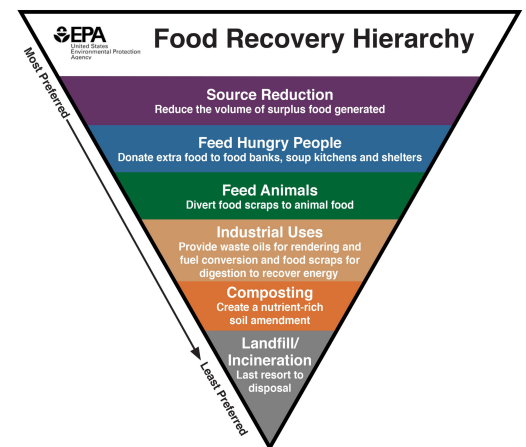 EPA
United States
Environmental Protection
Agency
Food Recovery Hierarchy
Most Preferred
Source Reduction
Reduce the volume of surplus food generated
Feed Hungry People
Donate extra food to food banks, soup kitchens and shelters
Feed Animals
Divert food scraps to animal food
Industrial Uses
Provide waste oils for rendering and
fuel conversion and food scraps for
digestion to recover energy
Composting
Create a nutrient-rich
soil amendment
Landfill/
Incineration
Last resort to
disposal
Least Preferred